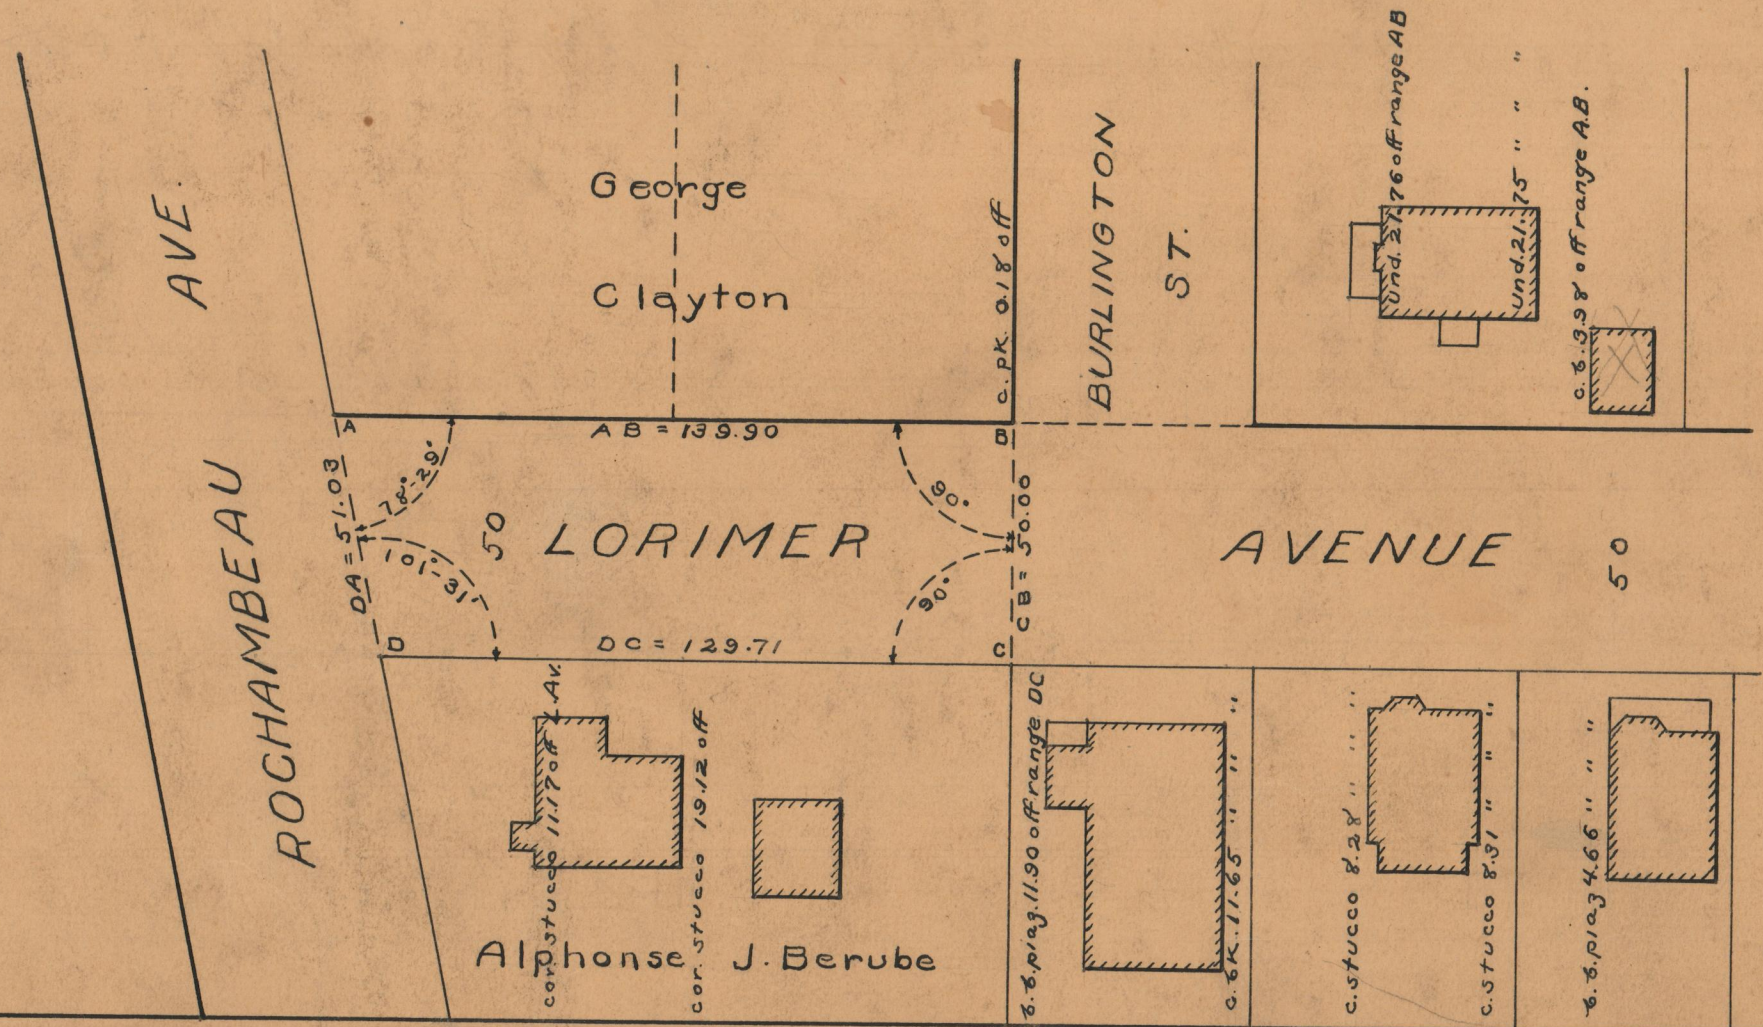 ROCHAMBEAU AVE.
George
Clayton
c. pk. 0.18 off
BURLINGTON
ST.
Und. 21.76 off range AB
Und. 21.75 " " "
c.b. 3.98 off range A.B.
A
AB = 139.90
B
DA = 51.03
78°-29'
101°-31'
90°
90°
CB = 50.00
50
LORIMER AVENUE
50
D
DC = 129.71
C
cor. stucco 11.17 off L. Av.
cor. stucco 19.12 off
Alphonse J. Berube
b.b. piaz. 11.90 off range DC
c. bk. 11.65 " " "
c. stucco 8.28 " " "
c. stucco 8.31 " " "
b.b. piaz 4.66 " " "